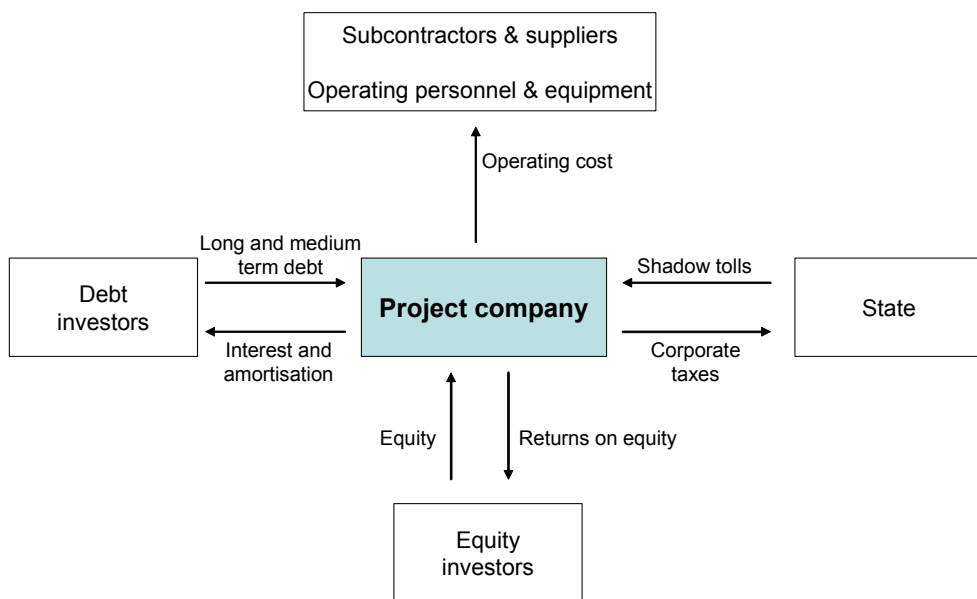 Subcontractors & suppliers
Operating personnel & equipment
Operating cost
Long and medium
term debt
Shadow tolls
Debt
investors
Project company
State
Interest and
amortisation
Corporate
taxes
Equity
Returns on equity
Equity
investors